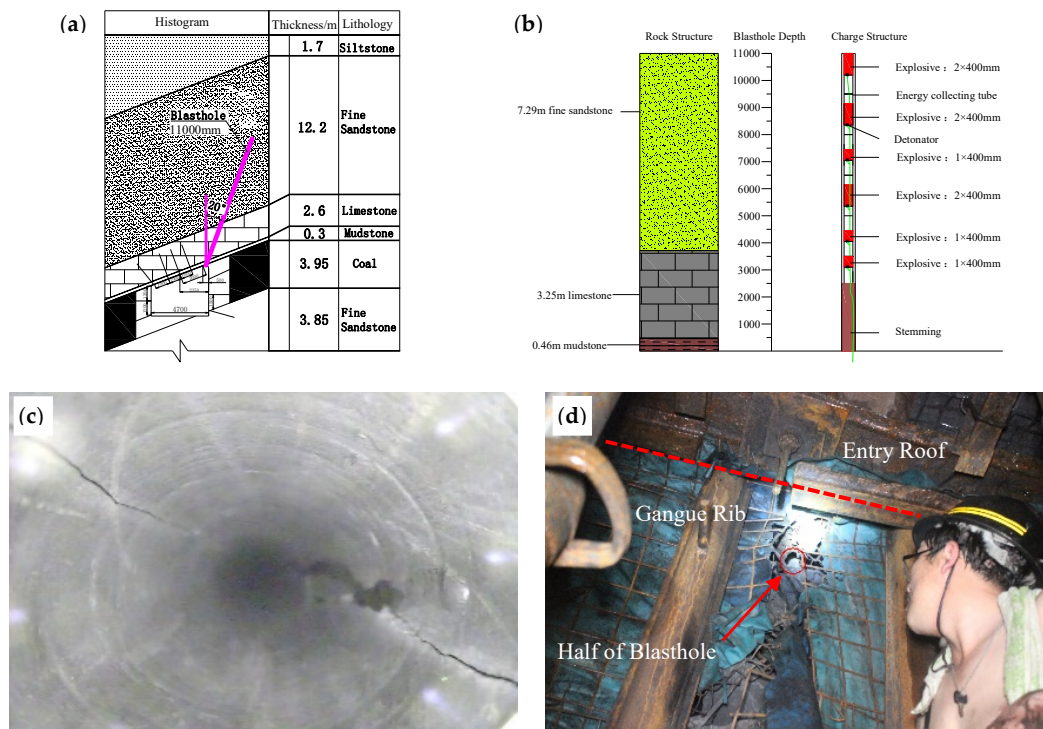 (a)
Histogram
Thickness/m
Lithology
1.7
Siltstone
Blasthole
11000mm
12.2
Fine
Sandstone
20°
2.6
Limestone
0.3
Mudstone
3.95
Coal
4700
3.85
Fine
Sandstone
(b)
Rock Structure
Blasthole Depth
Charge Structure
11000
10000
9000
8000
7000
6000
5000
4000
3000
2000
1000
7.29m fine sandstone
3.25m limestone
0.46m mudstone
Explosive：2×400mm
Energy collecting tube
Explosive：2×400mm
Detonator
Explosive：1×400mm
Explosive：2×400mm
Explosive：1×400mm
Explosive：1×400mm
Stemming
(c)
(d)
Entry Roof
Gangue Rib
Half of Blasthole